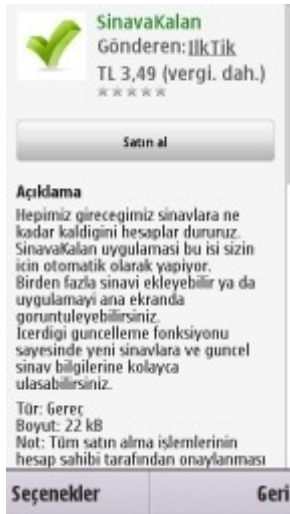 SinavaKalan
Gönderen: IlkTik
TL 3,49 (vergi. dah.)
Satın al
Açıklama
Hepimiz girecegimiz sinavlara ne
kadar kaldigini hesaplar dururuz.
SinavaKalan uygulamasi bu isi sizin
icin otomatik olarak yapiyor.
Birden fazla sinavi ekleyebilir ya da
uygulamayi ana ekranda
goruntuleyebilirsiniz.
Icerdigi guncelleme fonksiyonu
sayesinde yeni sinavlara ve guncel
sinav bilgilerine kolayca
ulasabilirsiniz.
Tür: Gereç
Boyut: 22 kB
Not: Tüm satın alma işlemlerinin
hesap sahibi tarafından onaylanması
Seçenekler
Geri